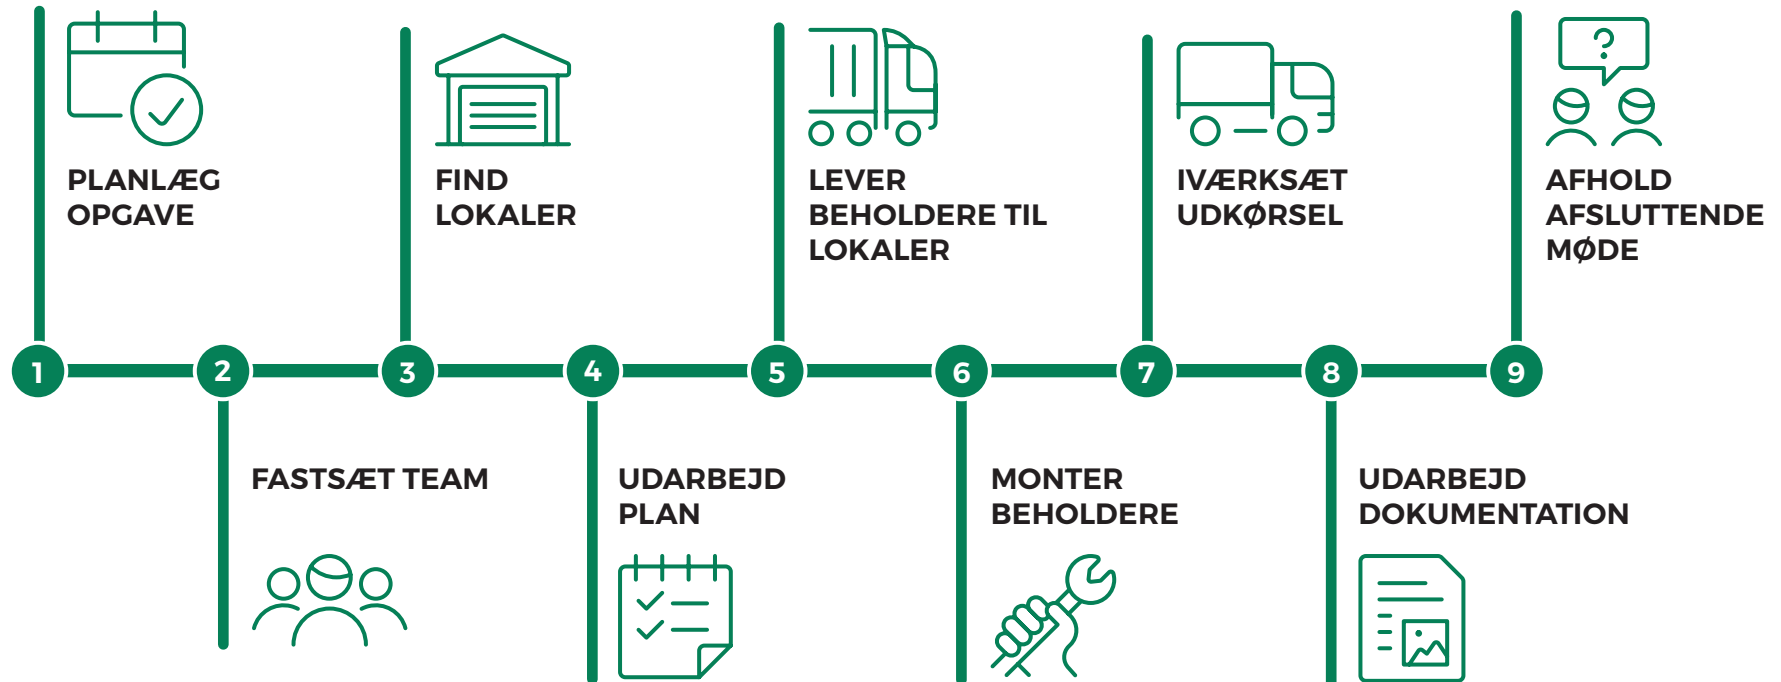 1
PLANLÆG
OPGAVE
2
FASTSÆT TEAM
3
FIND
LOKALER
4
UDARBEJD
PLAN
5
LEVER
BEHOLDERE TIL
LOKALER
6
MONTER
BEHOLDERE
7
IVÆRKSÆT
UDKØRSEL
8
UDARBEJD
DOKUMENTATION
9
?
AFHOLD
AFSLUTTENDE
MØDE